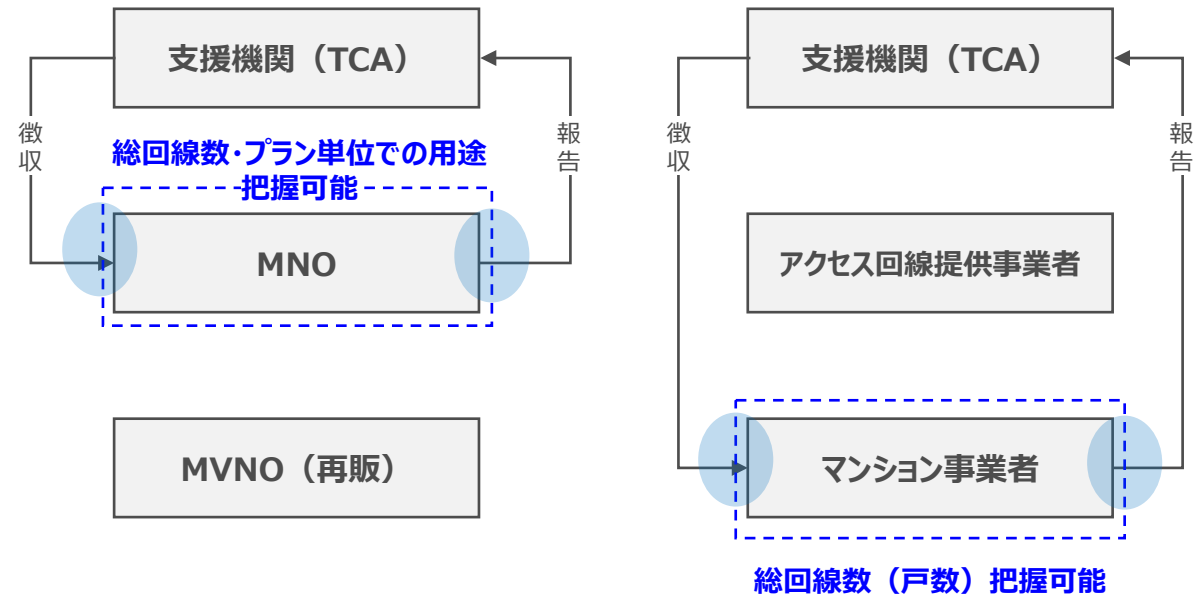 支援機関（TCA）
徴収
報告
総回線数・プラン単位での用途
把握可能
MNO
MVNO（再販）
支援機関（TCA）
徴収
報告
アクセス回線提供事業者
マンション事業者
総回線数（戸数）把握可能